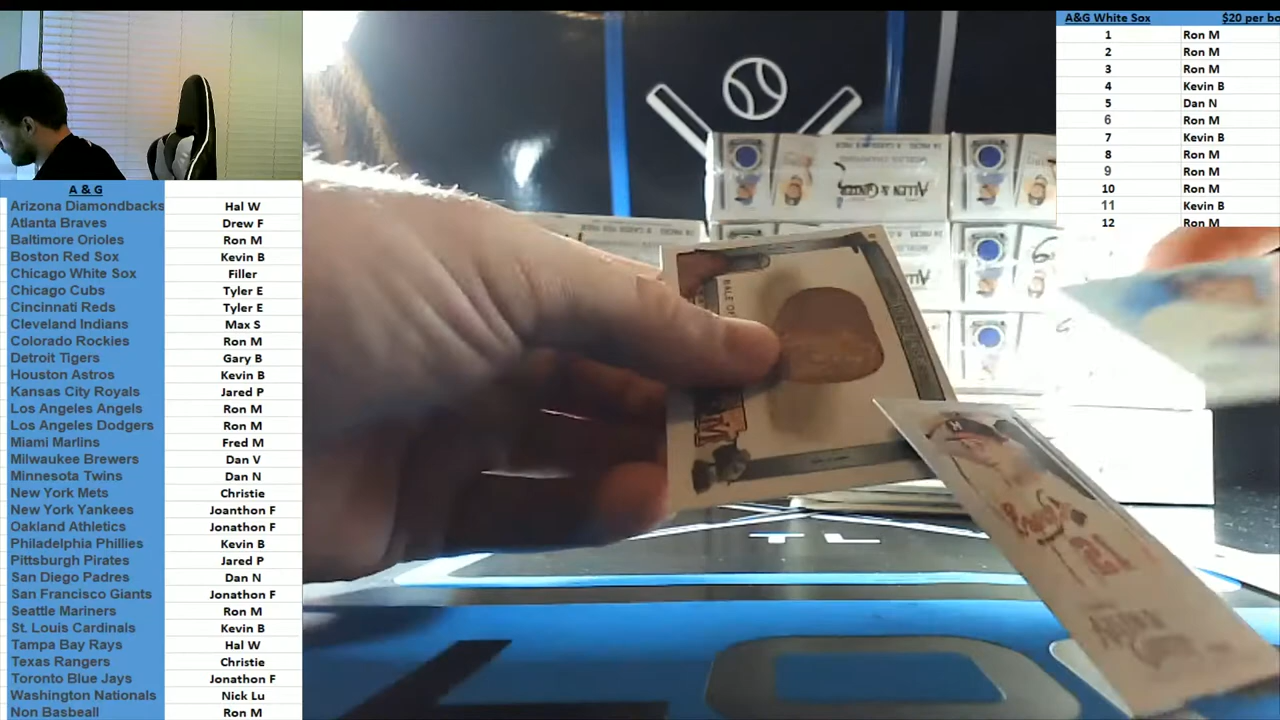 A & G
Arizona Diamondbacks Hal W
Atlanta Braves Drew F
Baltimore Orioles Ron M
Boston Red Sox Kevin B
Chicago White Sox Filler
Chicago Cubs Tyler E
Cincinnati Reds Tyler E
Cleveland Indians Max S
Colorado Rockies Ron M
Detroit Tigers Gary B
Houston Astros Kevin B
Kansas City Royals Jared P
Los Angeles Angels Ron M
Los Angeles Dodgers Ron M
Miami Marlins Fred M
Milwaukee Brewers Dan V
Minnesota Twins Dan N
New York Mets Christie
New York Yankees Joanthon F
Oakland Athletics Jonathon F
Philadelphia Phillies Kevin B
Pittsburgh Pirates Jared P
San Diego Padres Dan N
San Francisco Giants Jonathon F
Seattle Mariners Ron M
St. Louis Cardinals Kevin B
Tampa Bay Rays Hal W
Texas Rangers Christie
Toronto Blue Jays Jonathon F
Washington Nationals Nick Lu
Non Basbeall Ron M
A&G White Sox $20 per bo
1 Ron M
2 Ron M
3 Ron M
4 Kevin B
5 Dan N
6 Ron M
7 Kevin B
8 Ron M
9 Ron M
10 Ron M
11 Kevin B
12 Ron M
ALLEN & GINTER